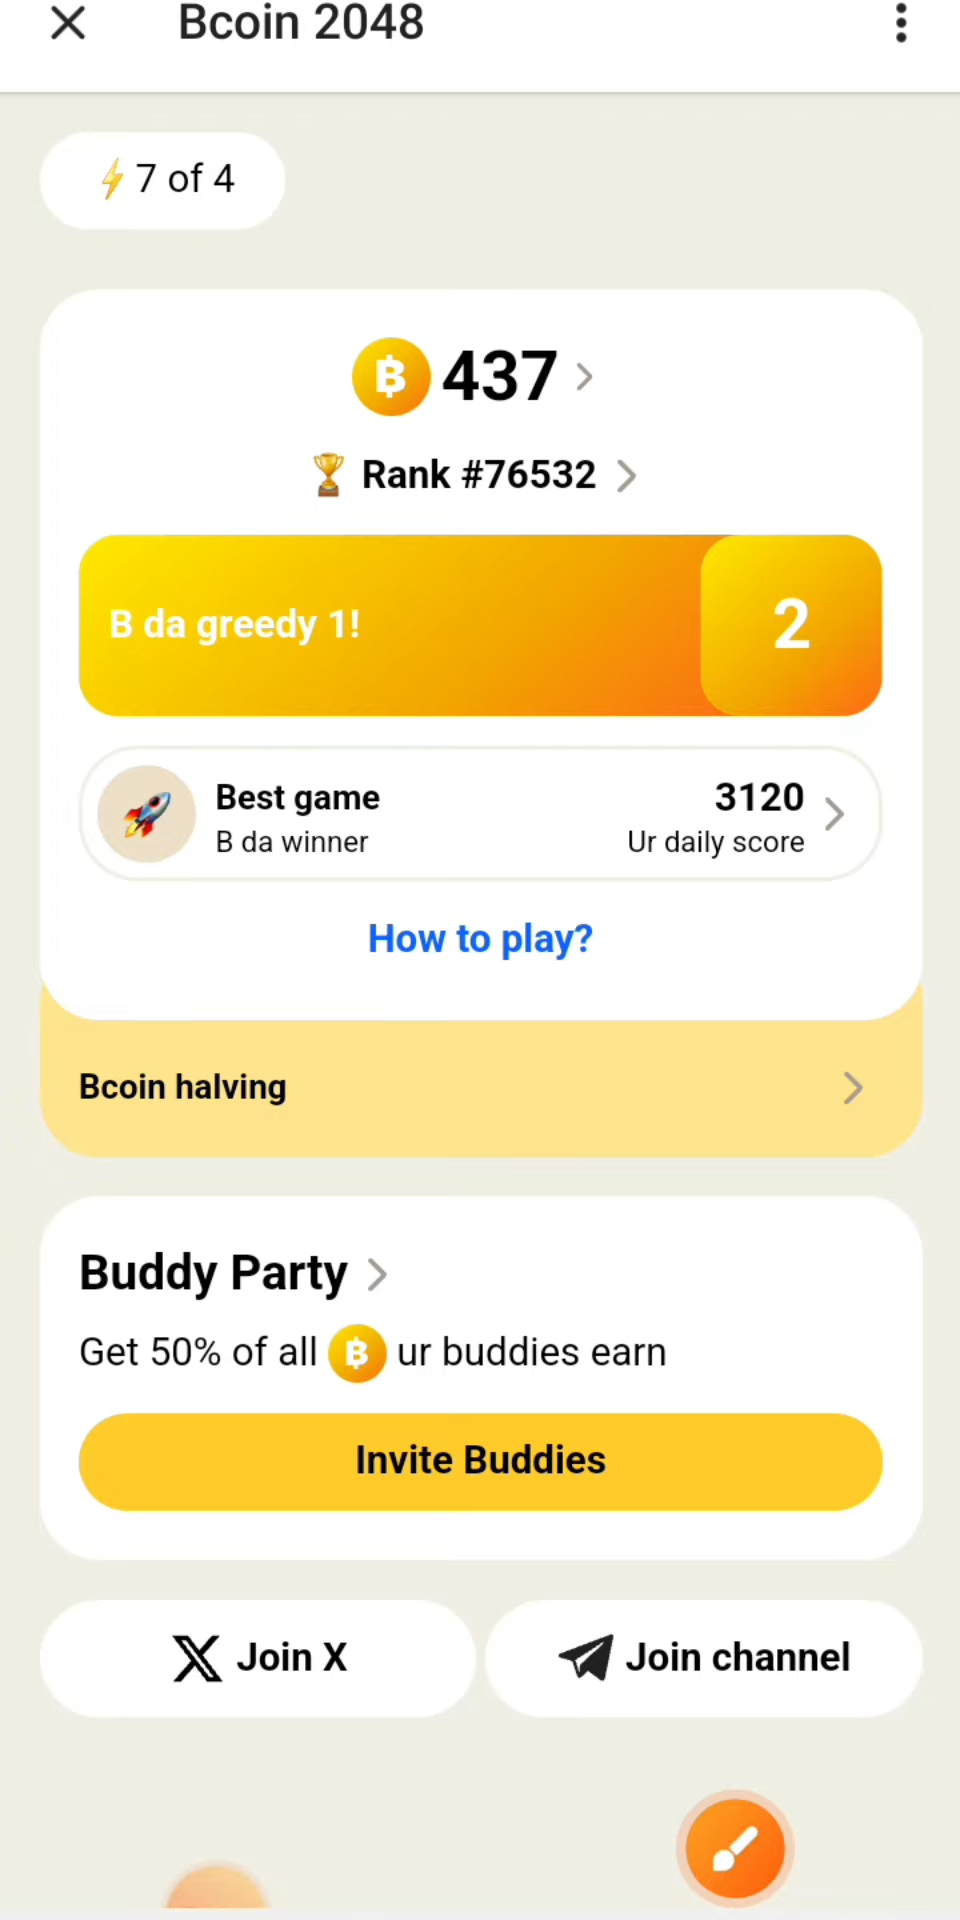 Bcoin 2048
7 of 4
437
Rank #76532
B da greedy 1!
2
Best game
B da winner
3120
Ur daily score
How to play?
Bcoin halving
Buddy Party
Get 50% of all ₿ ur buddies earn
Invite Buddies
Join X
Join channel